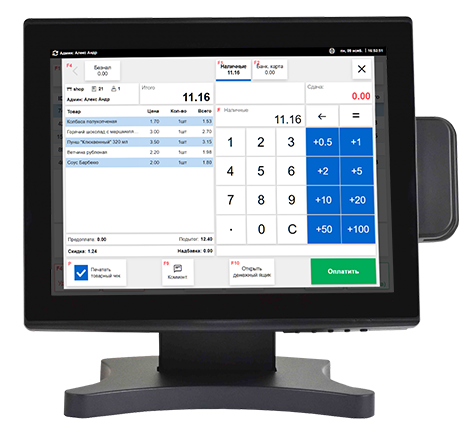 Админ: Алекс Андр
пн, 08 нояб. | 16:52:51
F4
Безнал
0.00
F1
Наличные
11.16
F2
Банк. карта
0.00
shop 21 1
Админ: Алекс Андр
Итого
11.16
Сдача:
0.00
Товар Цена Кол-во Всего
Колбаса полукопченая 1.70 1шт 1.53
Горячий шоколад с маршмелл... 3.00 1шт 2.70
Пунш "Клюквенный" 320 мл 3.50 1шт 3.15
Ветчина рубленая 2.20 1шт 1.98
Соус Барбекю 2.00 1шт 1.80
Наличные
11.16
← =
1 2 3 +0.5 +1
4 5 6 +2 +5
7 8 9 +10 +20
. 0 C +50 +100
Предоплата: 0.00 Подытог: 12.40
Скидка: 1.24 Надбавка: 0.00
P
Печатать
товарный чек
F5
Коммент
F10
Открыть
денежный ящик
Оплатить